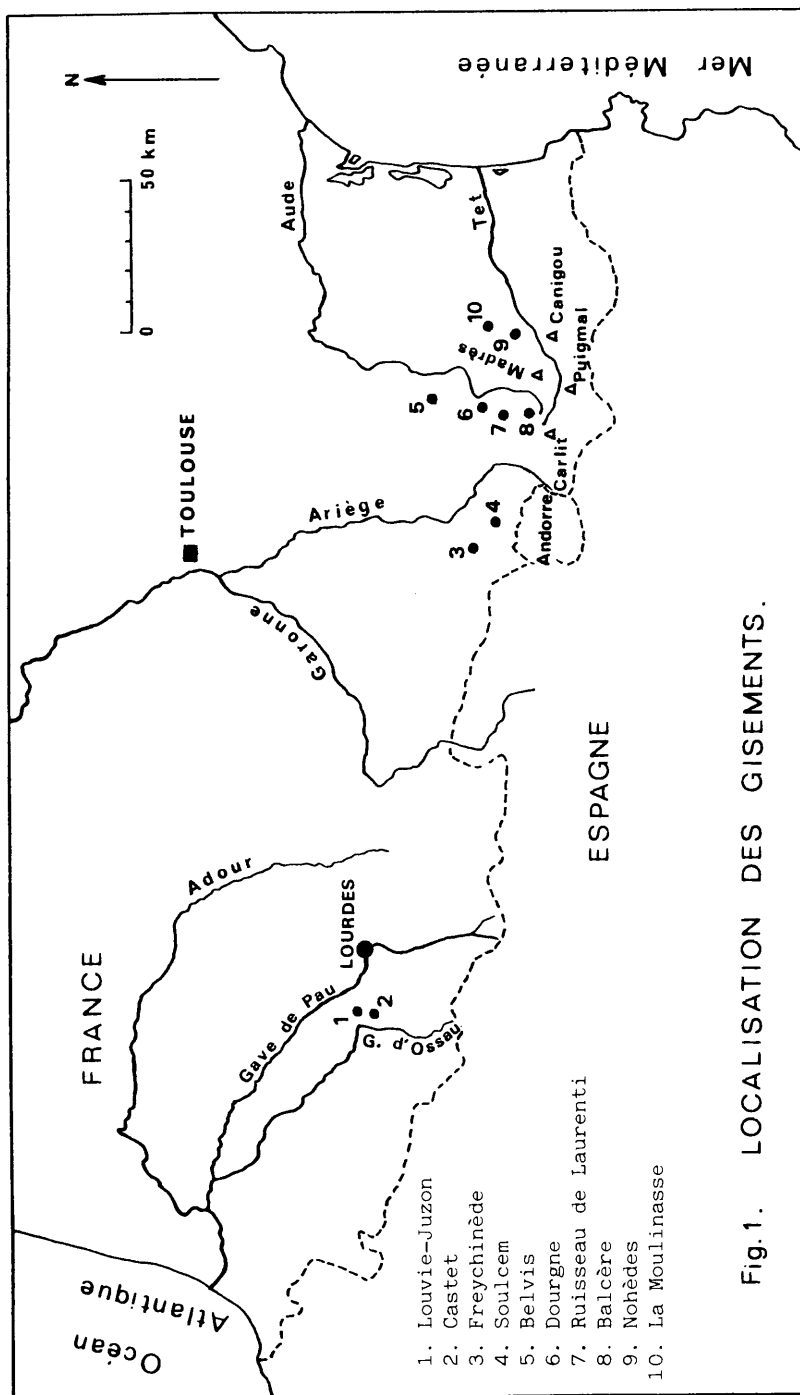 N
0 50 km
Océan
Atlantique
FRANCE
Adour
Gave de Pau
LOURDES
1
2
G. d'Ossau
Garonne
TOULOUSE
Ariège
3
4
Andorre
Carlit
5
6
7
8
9
10
Madrès
Canigou
Puigmal
Aude
Tet
Mer Méditerranée
ESPAGNE
1. Louvie-Juzon
2. Castet
3. Freychinède
4. Soulcem
5. Belvis
6. Dourgne
7. Ruisseau de Laurenti
8. Balcère
9. Nohèdes
10. La Moulinasse
Fig.1. LOCALISATION DES GISEMENTS.